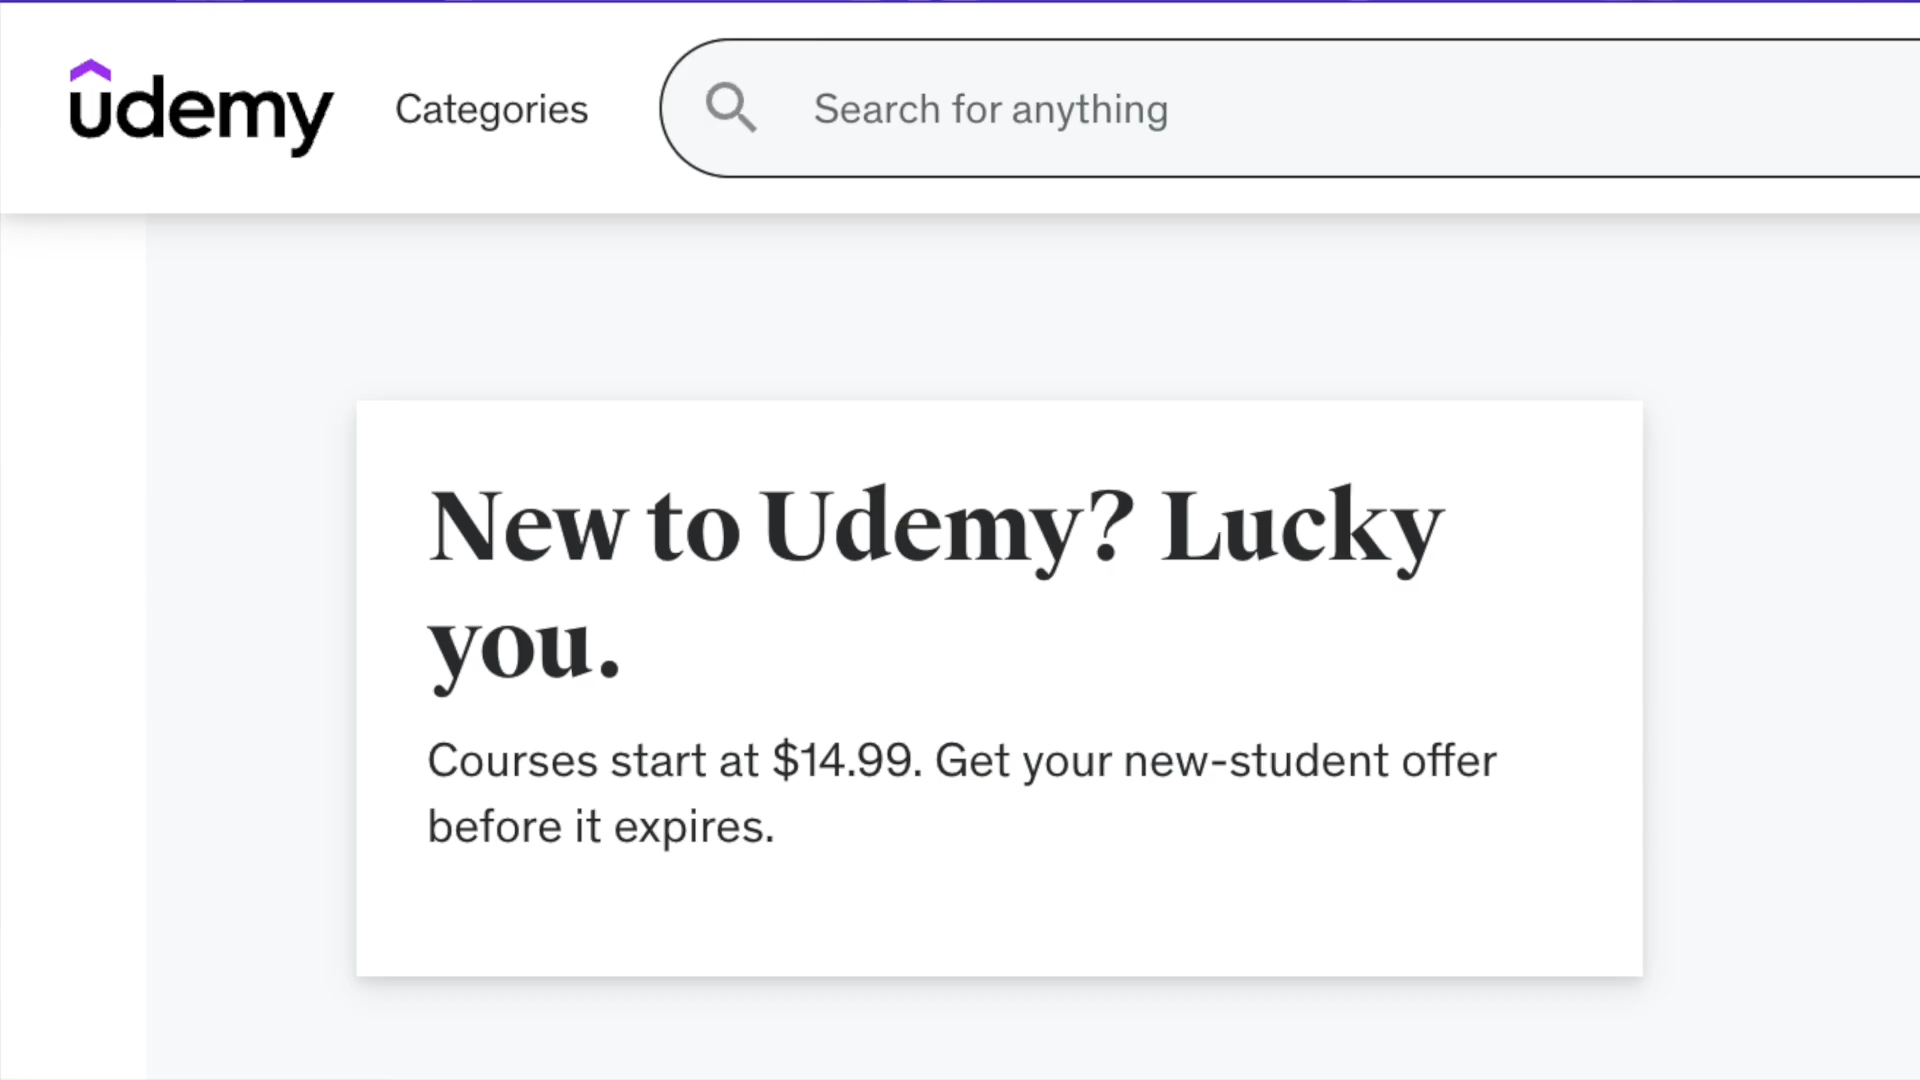 udemy
Categories
Search for anything
New to Udemy? Lucky
you.
Courses start at $14.99. Get your new-student offer
before it expires.